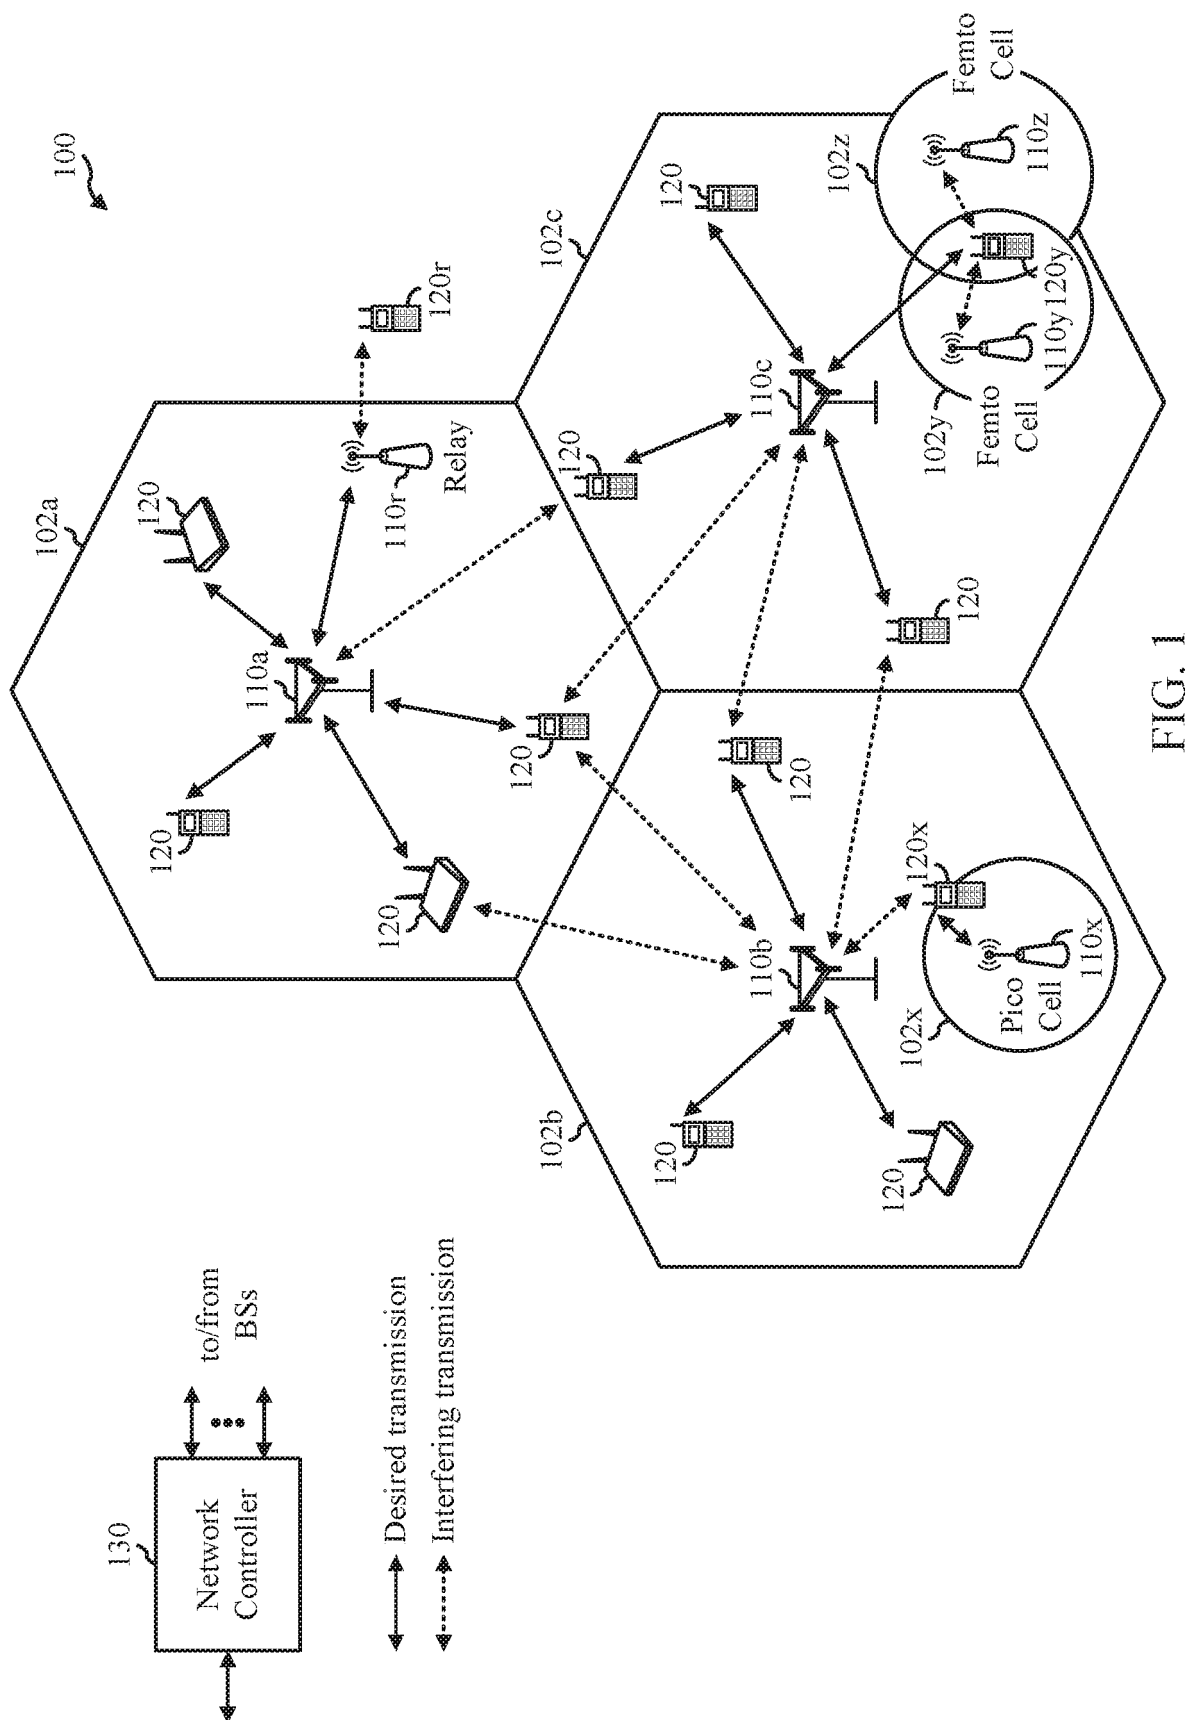 100
130
Network
Controller
to/from
BSs
Desired transmission
Interfering transmission
102a
120
120
110a
110r
Relay
120r
120
120
102b
120
110b
120
120
102x
Pico
Cell
110x
120x
102c
120
120
110c
120
102y
Femto
Cell
110y
120y
102z
110z
Femto
Cell
FIG. 1